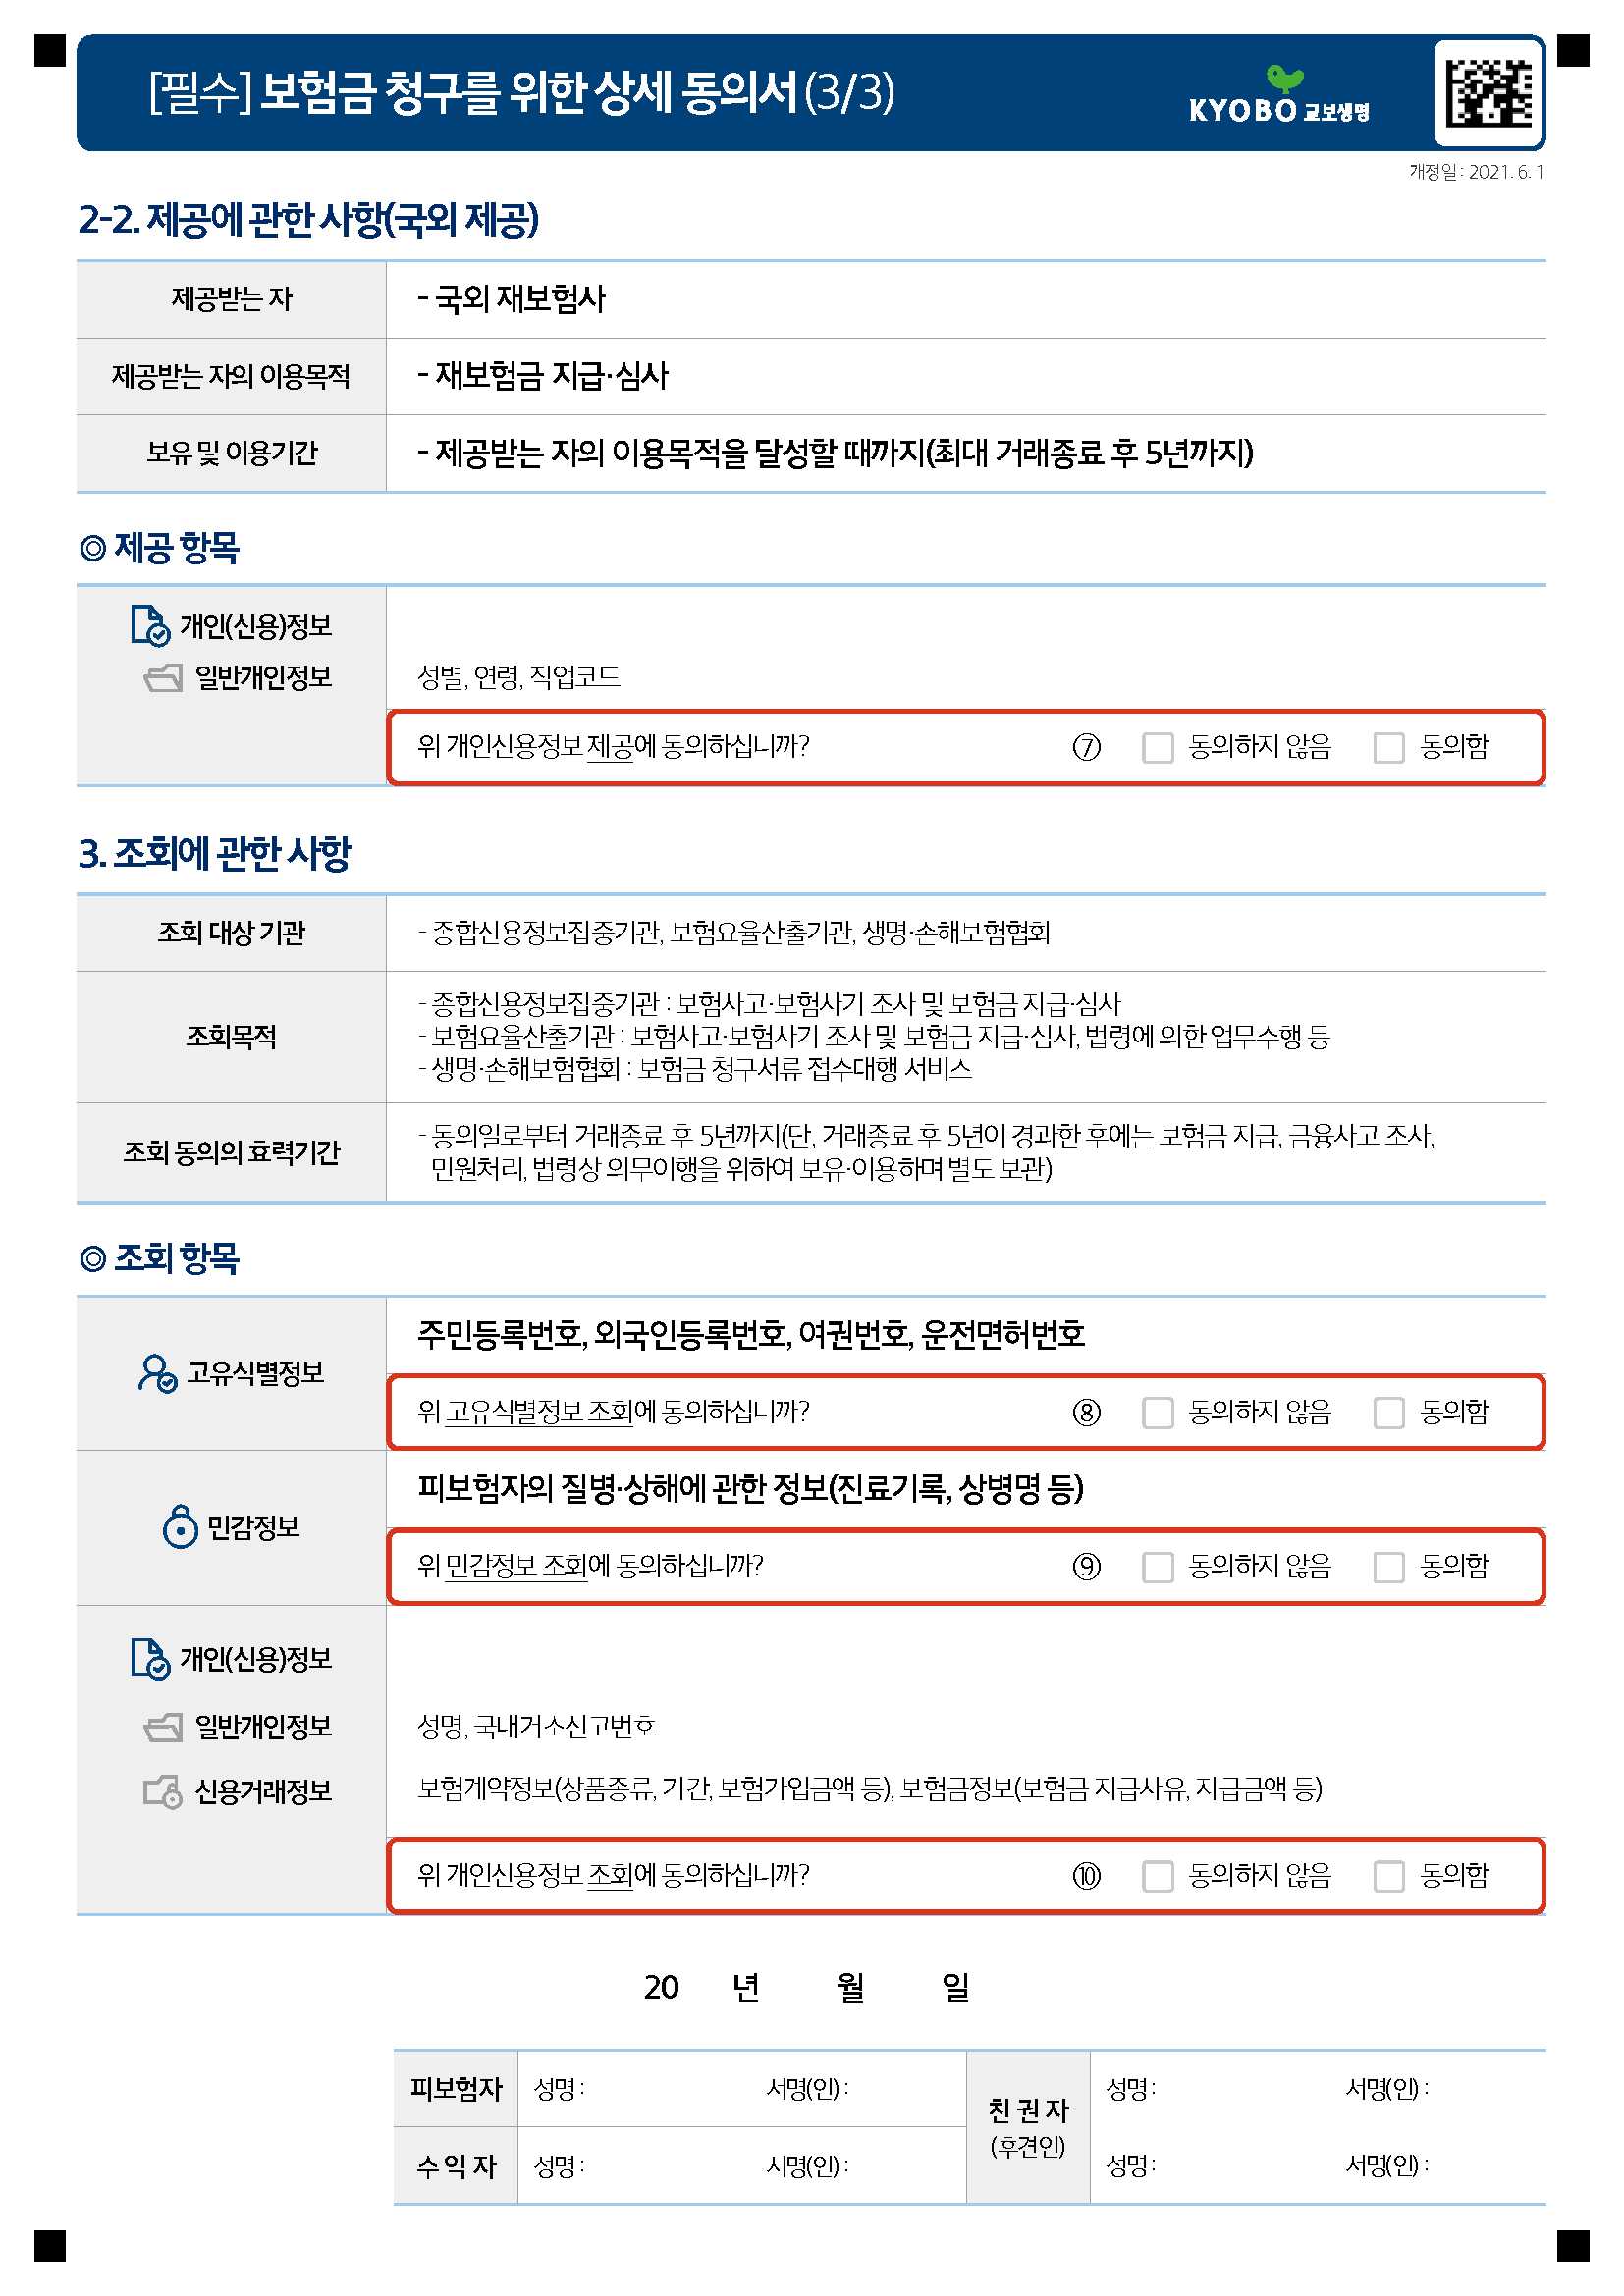 [필수] 보험금 청구를 위한 상세 동의서 (3/3)
KYOBO 교보생명
개정일 : 2021. 6. 1
2-2. 제공에 관한 사항(국외 제공)
제공받는 자
- 국외 재보험사
제공받는 자의 이용목적
- 재보험금 지급·심사
보유 및 이용기간
- 제공받는 자의 이용목적을 달성할 때까지(최대 거래종료 후 5년까지)
◎ 제공 항목
개인(신용)정보
일반개인정보
성별, 연령, 직업코드
위 개인신용정보 제공에 동의하십니까? ⑦ 동의하지 않음 동의함
3. 조회에 관한 사항
조회 대상 기관
- 종합신용정보집중기관, 보험요율산출기관, 생명·손해보험협회
조회목적
- 종합신용정보집중기관 : 보험사고·보험사기 조사 및 보험금 지급·심사
- 보험요율산출기관 : 보험사고·보험사기 조사 및 보험금 지급·심사, 법령에 의한 업무수행 등
- 생명·손해보험협회 : 보험금 청구서류 접수대행 서비스
조회 동의의 효력기간
- 동의일로부터 거래종료 후 5년까지(단, 거래종료 후 5년이 경과한 후에는 보험금 지급, 금융사고 조사,
민원처리, 법령상 의무이행을 위하여 보유·이용하며 별도 보관)
◎ 조회 항목
고유식별정보
주민등록번호, 외국인등록번호, 여권번호, 운전면허번호
위 고유식별정보 조회에 동의하십니까? ⑧ 동의하지 않음 동의함
민감정보
피보험자의 질병·상해에 관한 정보(진료기록, 상병명 등)
위 민감정보 조회에 동의하십니까? ⑨ 동의하지 않음 동의함
개인(신용)정보
일반개인정보
성명, 국내거소신고번호
신용거래정보
보험계약정보(상품종류, 기간, 보험가입금액 등), 보험금정보(보험금 지급사유, 지급금액 등)
위 개인신용정보 조회에 동의하십니까? ⑩ 동의하지 않음 동의함
20 년 월 일
피보험자 성명 : 서명(인) :
수 익 자 성명 : 서명(인) :
친 권 자
(후견인)
성명 : 서명(인) :
성명 : 서명(인) :